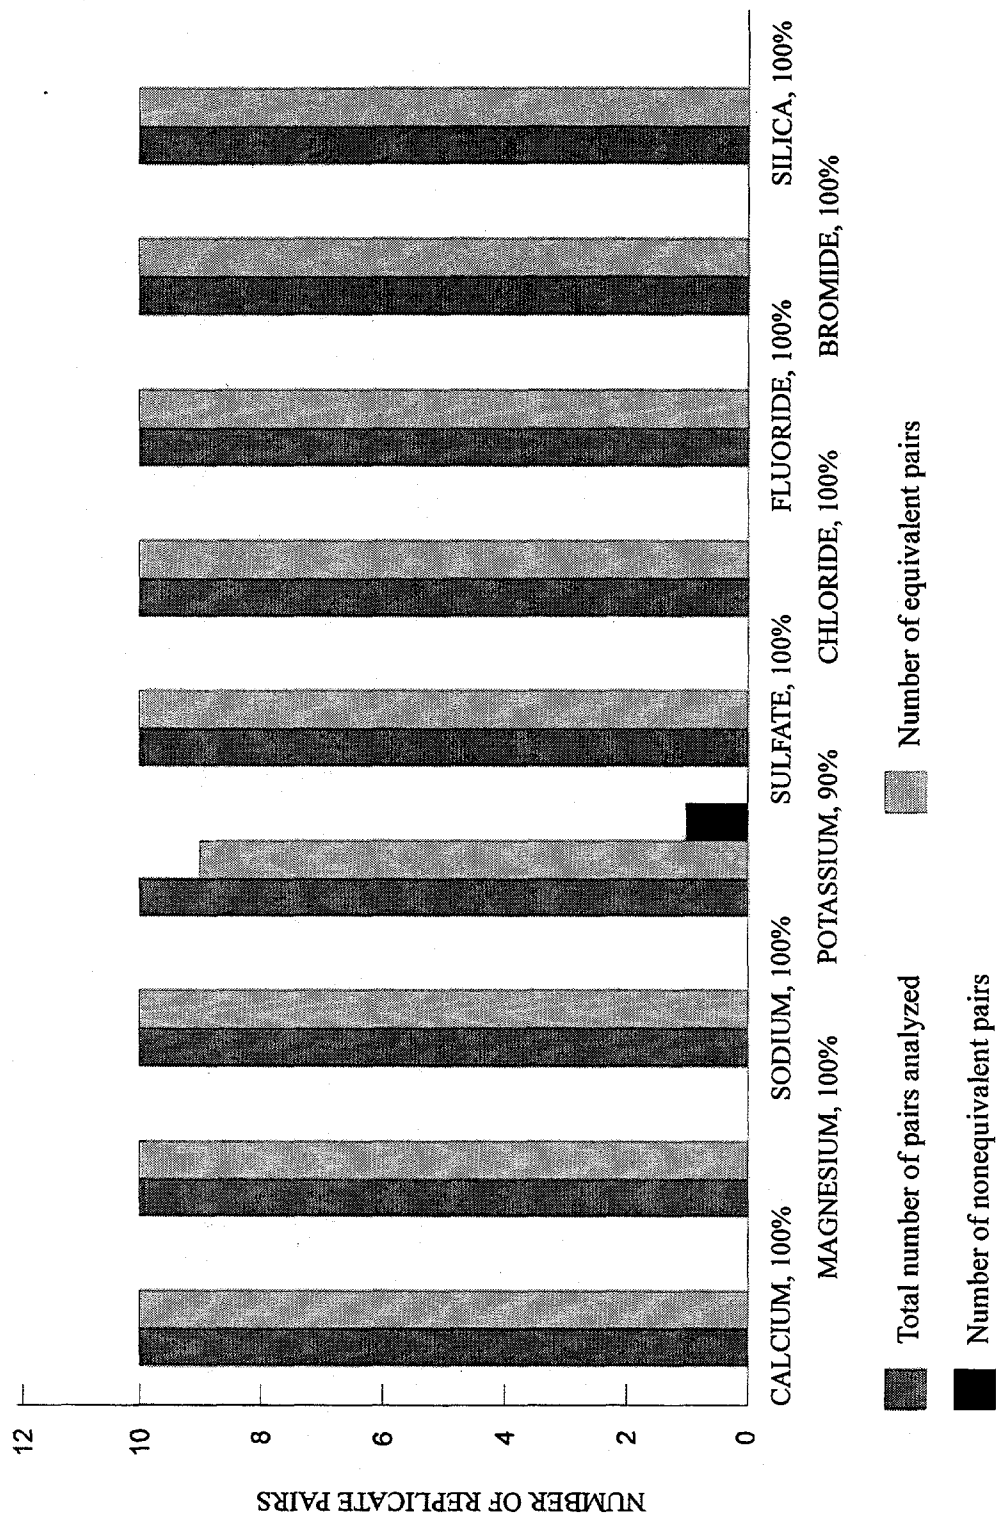 NUMBER OF REPLICATE PAIRS
12
10
8
6
4
2
0
CALCIUM, 100%
MAGNESIUM, 100%
SODIUM, 100%
POTASSIUM, 90%
SULFATE, 100%
CHLORIDE, 100%
FLUORIDE, 100%
BROMIDE, 100%
SILICA, 100%
Total number of pairs analyzed
Number of equivalent pairs
Number of nonequivalent pairs